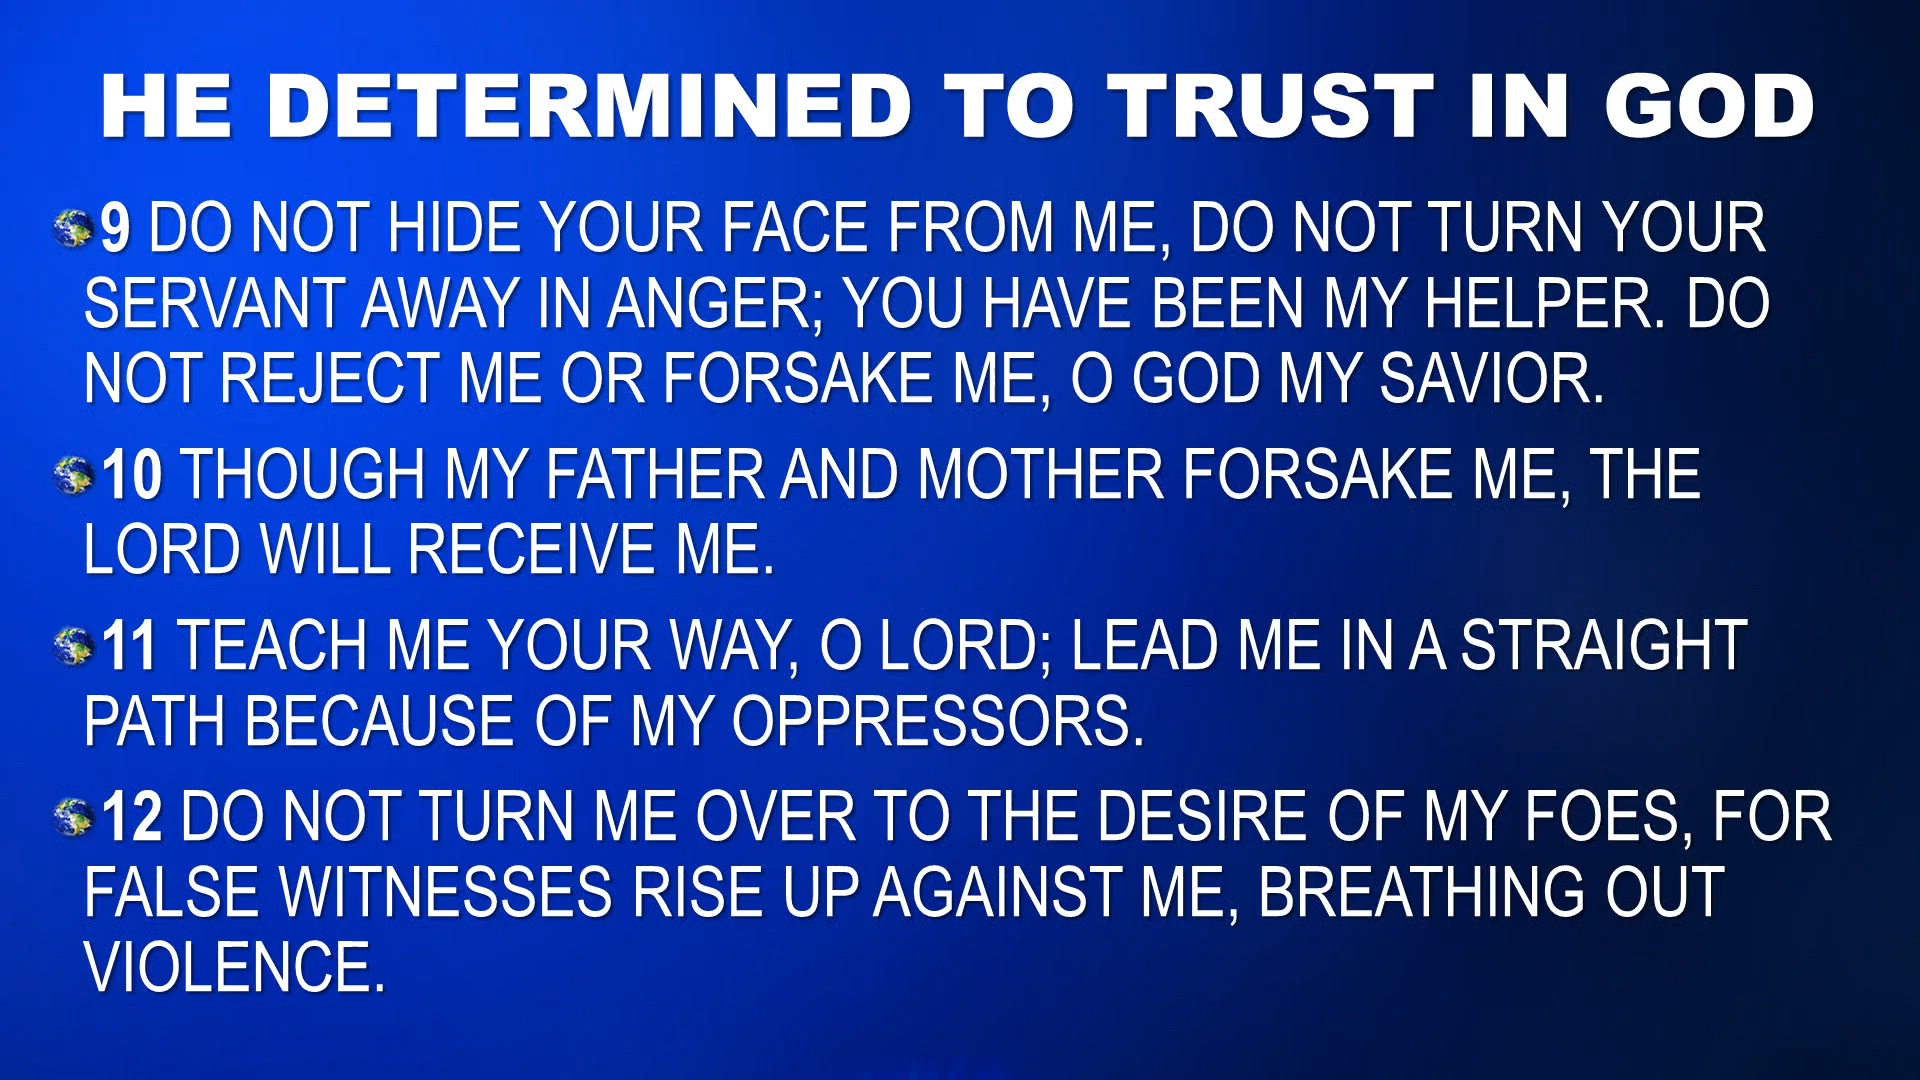 HE DETERMINED TO TRUST IN GOD
9 DO NOT HIDE YOUR FACE FROM ME, DO NOT TURN YOUR
SERVANT AWAY IN ANGER; YOU HAVE BEEN MY HELPER. DO
NOT REJECT ME OR FORSAKE ME, O GOD MY SAVIOR.
10 THOUGH MY FATHER AND MOTHER FORSAKE ME, THE
LORD WILL RECEIVE ME.
11 TEACH ME YOUR WAY, O LORD; LEAD ME IN A STRAIGHT
PATH BECAUSE OF MY OPPRESSORS.
12 DO NOT TURN ME OVER TO THE DESIRE OF MY FOES, FOR
FALSE WITNESSES RISE UP AGAINST ME, BREATHING OUT
VIOLENCE.